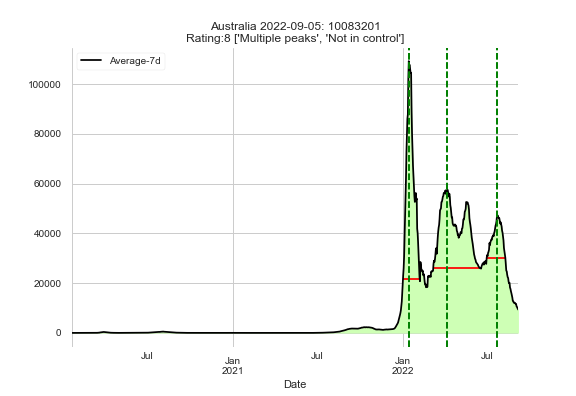 Australia 2022-09-05: 10083201
Rating:8 ['Multiple peaks', 'Not in control']
Average-7d
100000
80000
60000
40000
20000
0
Jul
Jan
2021
Jul
Jan
2022
Jul
Date